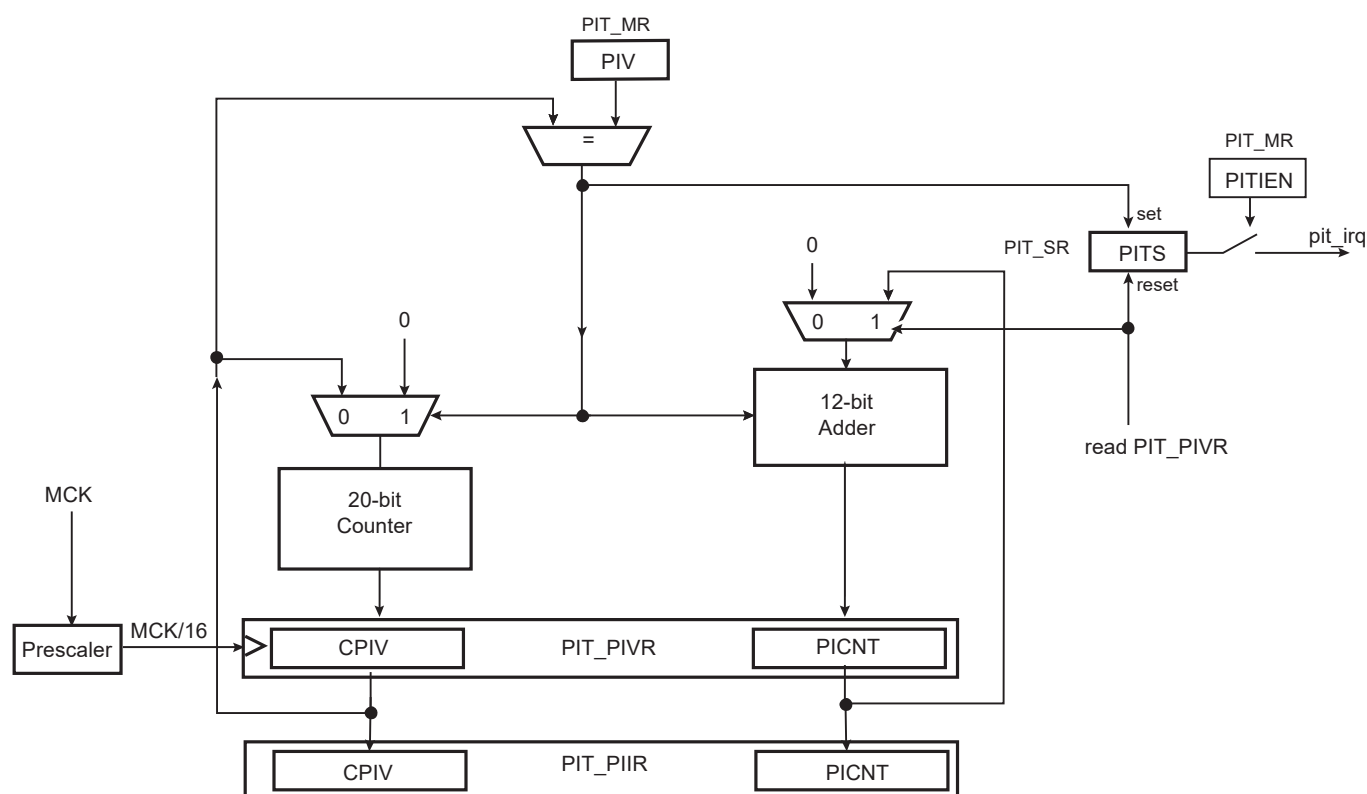 PIT_MR
PIV
=
PIT_MR
PITIEN
set
0
PIT_SR
PITS
pit_irq
reset
0
0 1
0 1
12-bit
Adder
read PIT_PIVR
MCK
20-bit
Counter
MCK/16
Prescaler
CPIV
PIT_PIVR
PICNT
CPIV
PIT_PIIR
PICNT